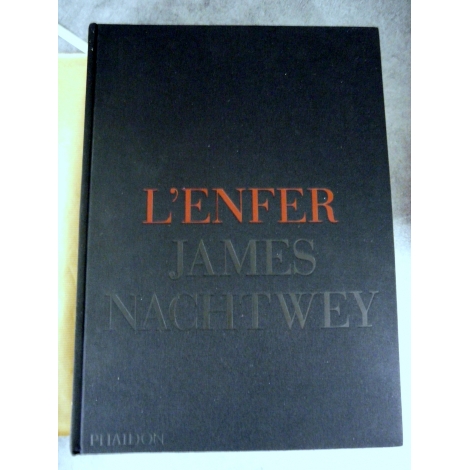 L'ENFER
JAMES
NACHTWEY
PHAIDON